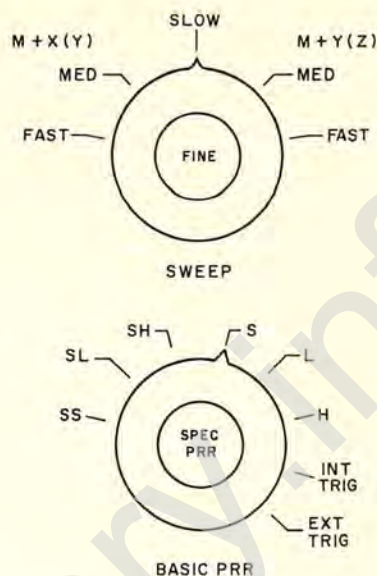 SLOW
M + X (Y) M + Y (Z)
MED MED
FAST FAST
FINE
SWEEP
SH S
SL L
SS H
SPEC
PRR
INT
TRIG
EXT
TRIG
BASIC PRR